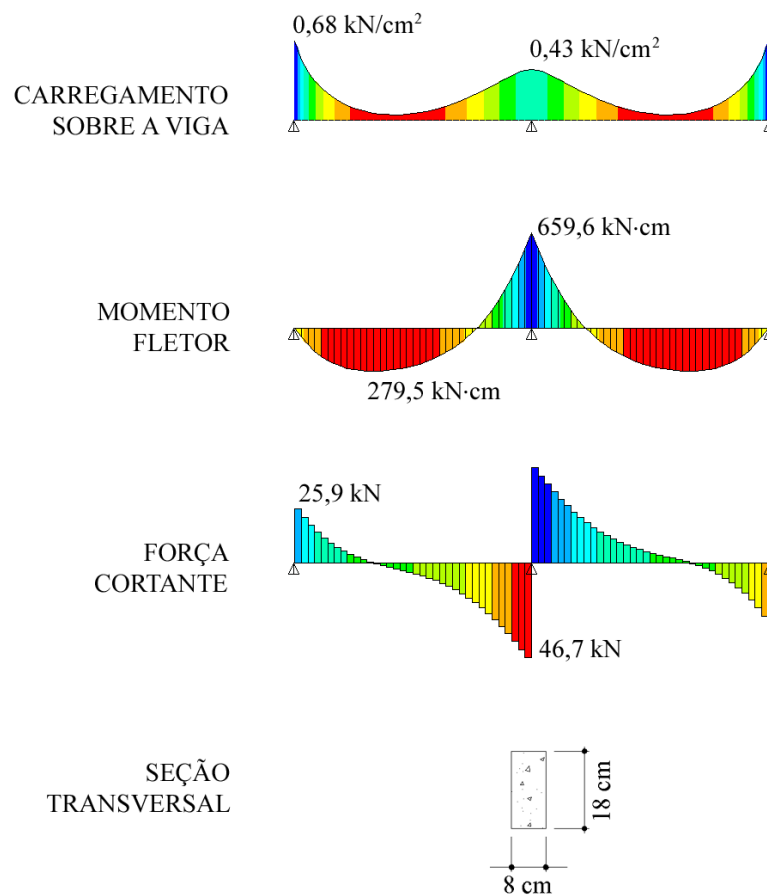 0,68 kN/cm²
0,43 kN/cm²
CARREGAMENTO
SOBRE A VIGA
659,6 kN·cm
MOMENTO
FLETOR
279,5 kN·cm
25,9 kN
FORÇA
CORTANTE
46,7 kN
SEÇÃO
TRANSVERSAL
18 cm
8 cm